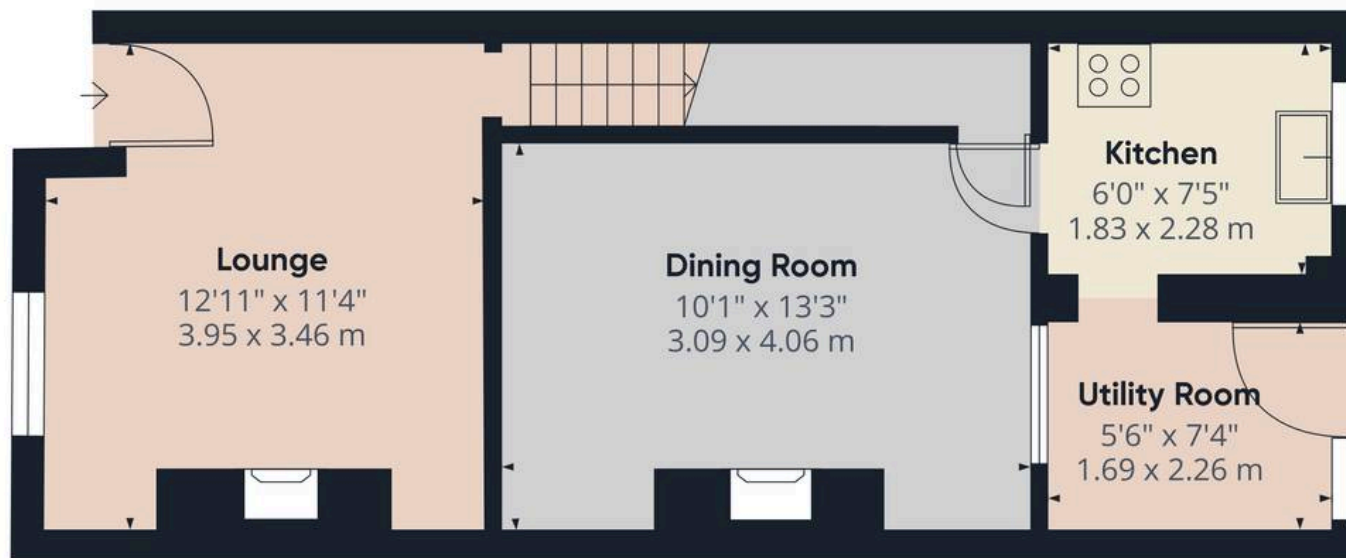 Lounge
12'11" x 11'4"
3.95 x 3.46 m
Dining Room
10'1" x 13'3"
3.09 x 4.06 m
Kitchen
6'0" x 7'5"
1.83 x 2.28 m
Utility Room
5'6" x 7'4"
1.69 x 2.26 m